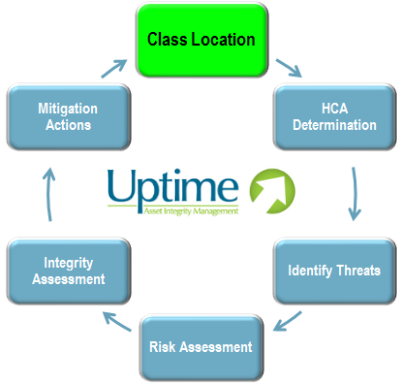 Class Location
HCA
Determination
Identify Threats
Risk Assessment
Integrity
Assessment
Mitigation
Actions
Uptime
Asset Integrity Management